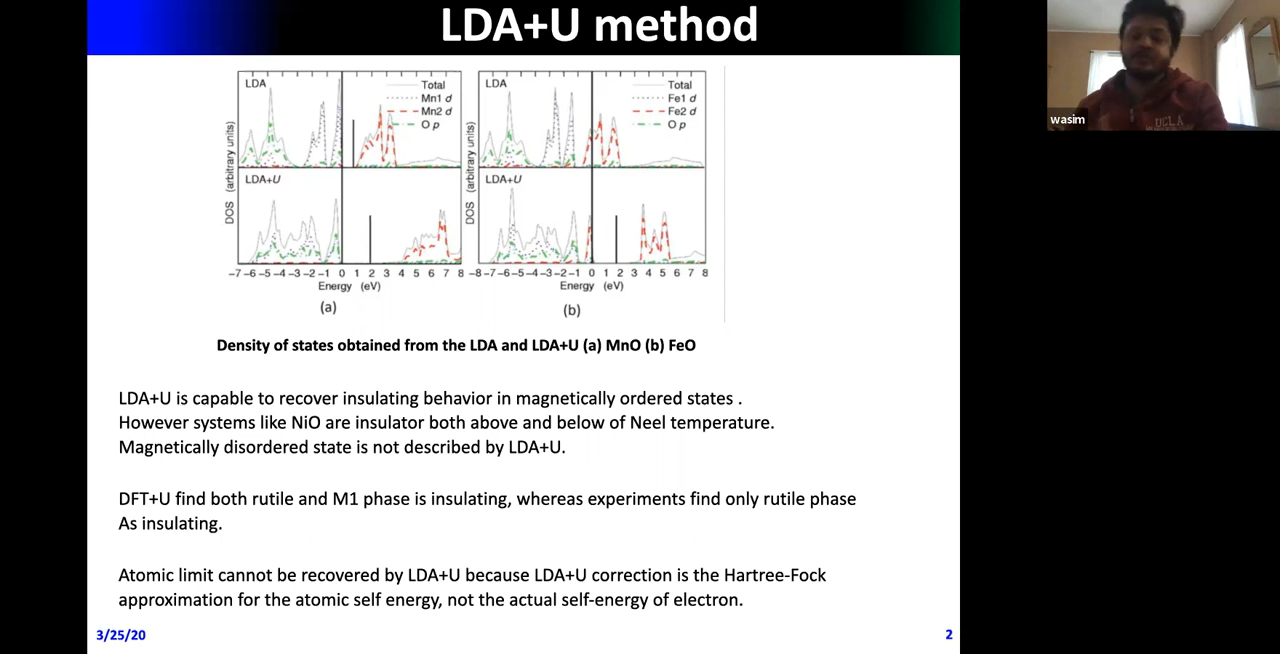 LDA+U method
wasim
UCLA
LDA
Total
Mn1 d
Mn2 d
O p
LDA+U
DOS (arbitrary units)
-7 -6 -5 -4 -3 -2 -1 0 1 2 3 4 5 6 7 8
Energy (eV)
(a)
LDA
Total
Fe1 d
Fe2 d
O p
LDA+U
DOS (arbitrary units)
-8 -7 -6 -5 -4 -3 -2 -1 0 1 2 3 4 5 6 7 8
Energy (eV)
(b)
Density of states obtained from the LDA and LDA+U (a) MnO (b) FeO
LDA+U is capable to recover insulating behavior in magnetically ordered states .
However systems like NiO are insulator both above and below of Neel temperature.
Magnetically disordered state is not described by LDA+U.
DFT+U find both rutile and M1 phase is insulating, whereas experiments find only rutile phase
As insulating.
Atomic limit cannot be recovered by LDA+U because LDA+U correction is the Hartree-Fock
approximation for the atomic self energy, not the actual self-energy of electron.
3/25/20
2